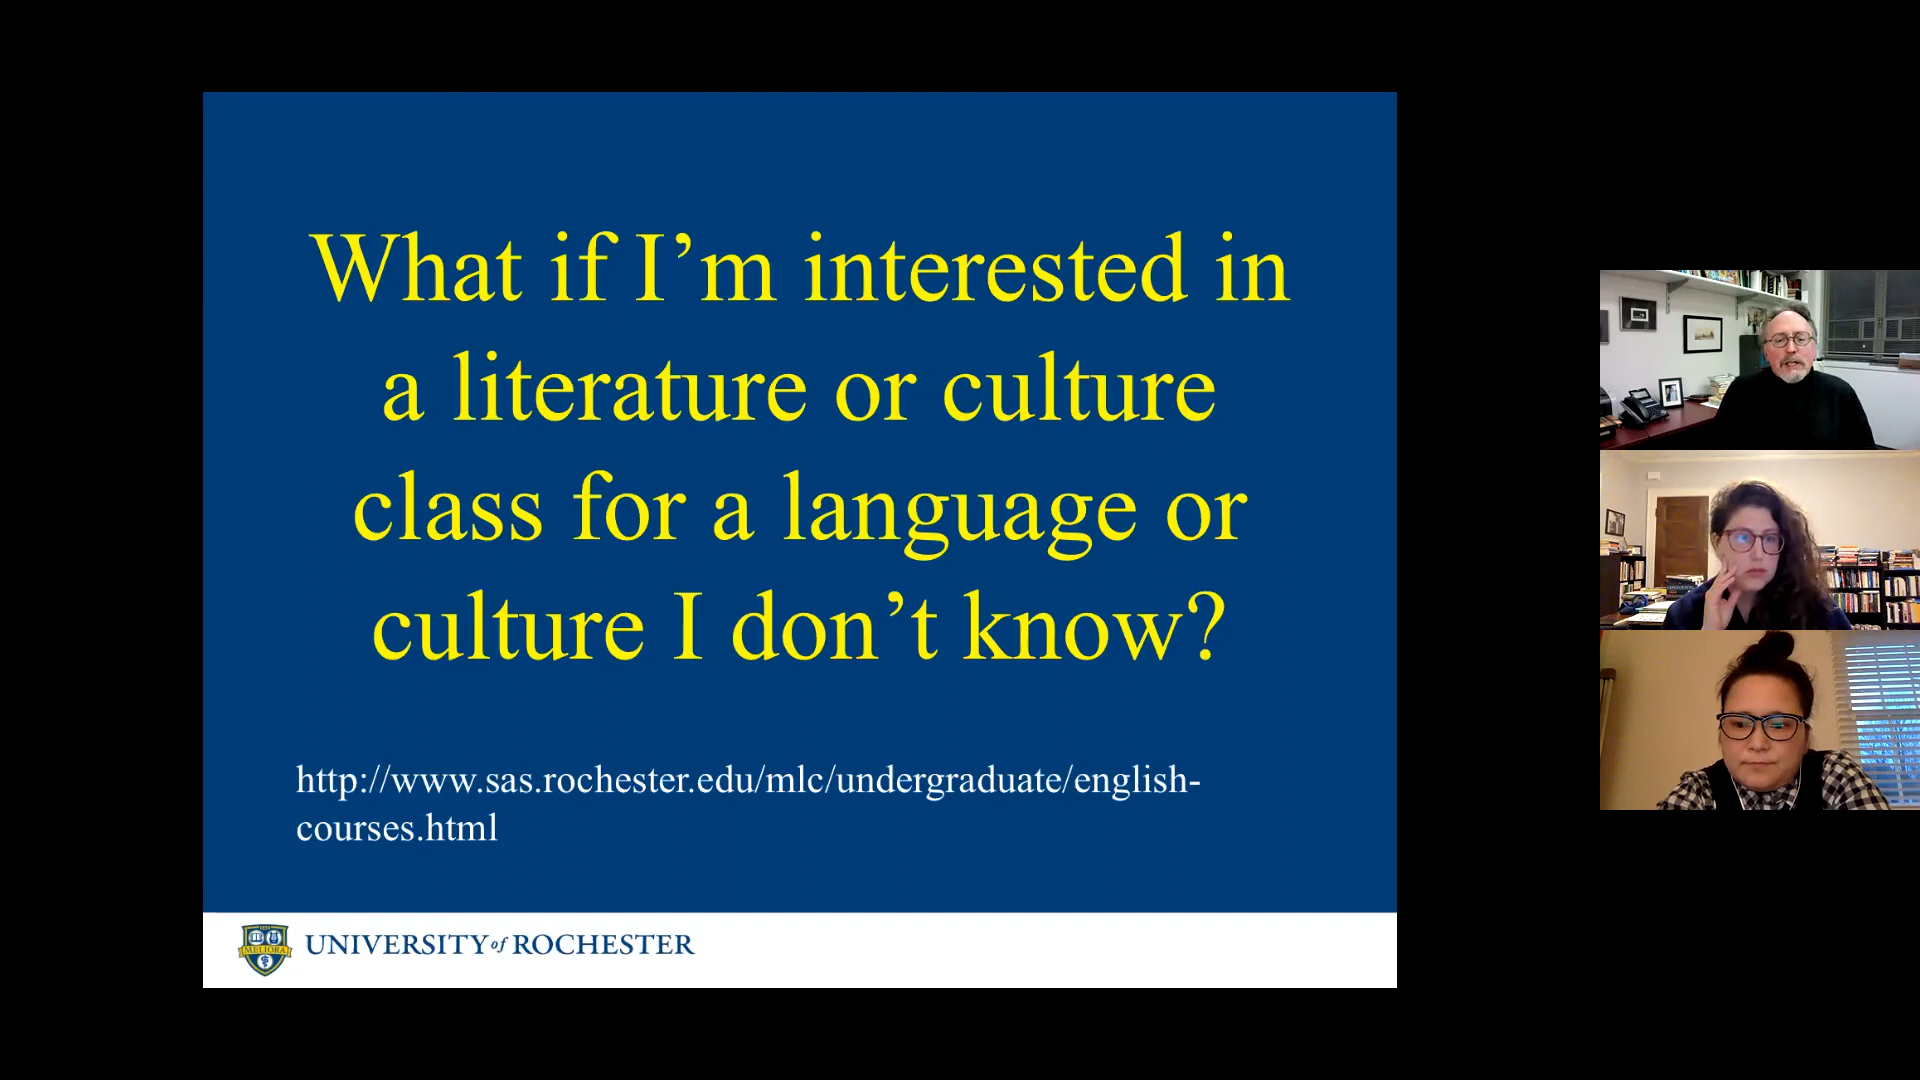 What if I’m interested in
a literature or culture
class for a language or
culture I don’t know?
http://www.sas.rochester.edu/mlc/undergraduate/english-
courses.html
MELIORA
UNIVERSITY of ROCHESTER